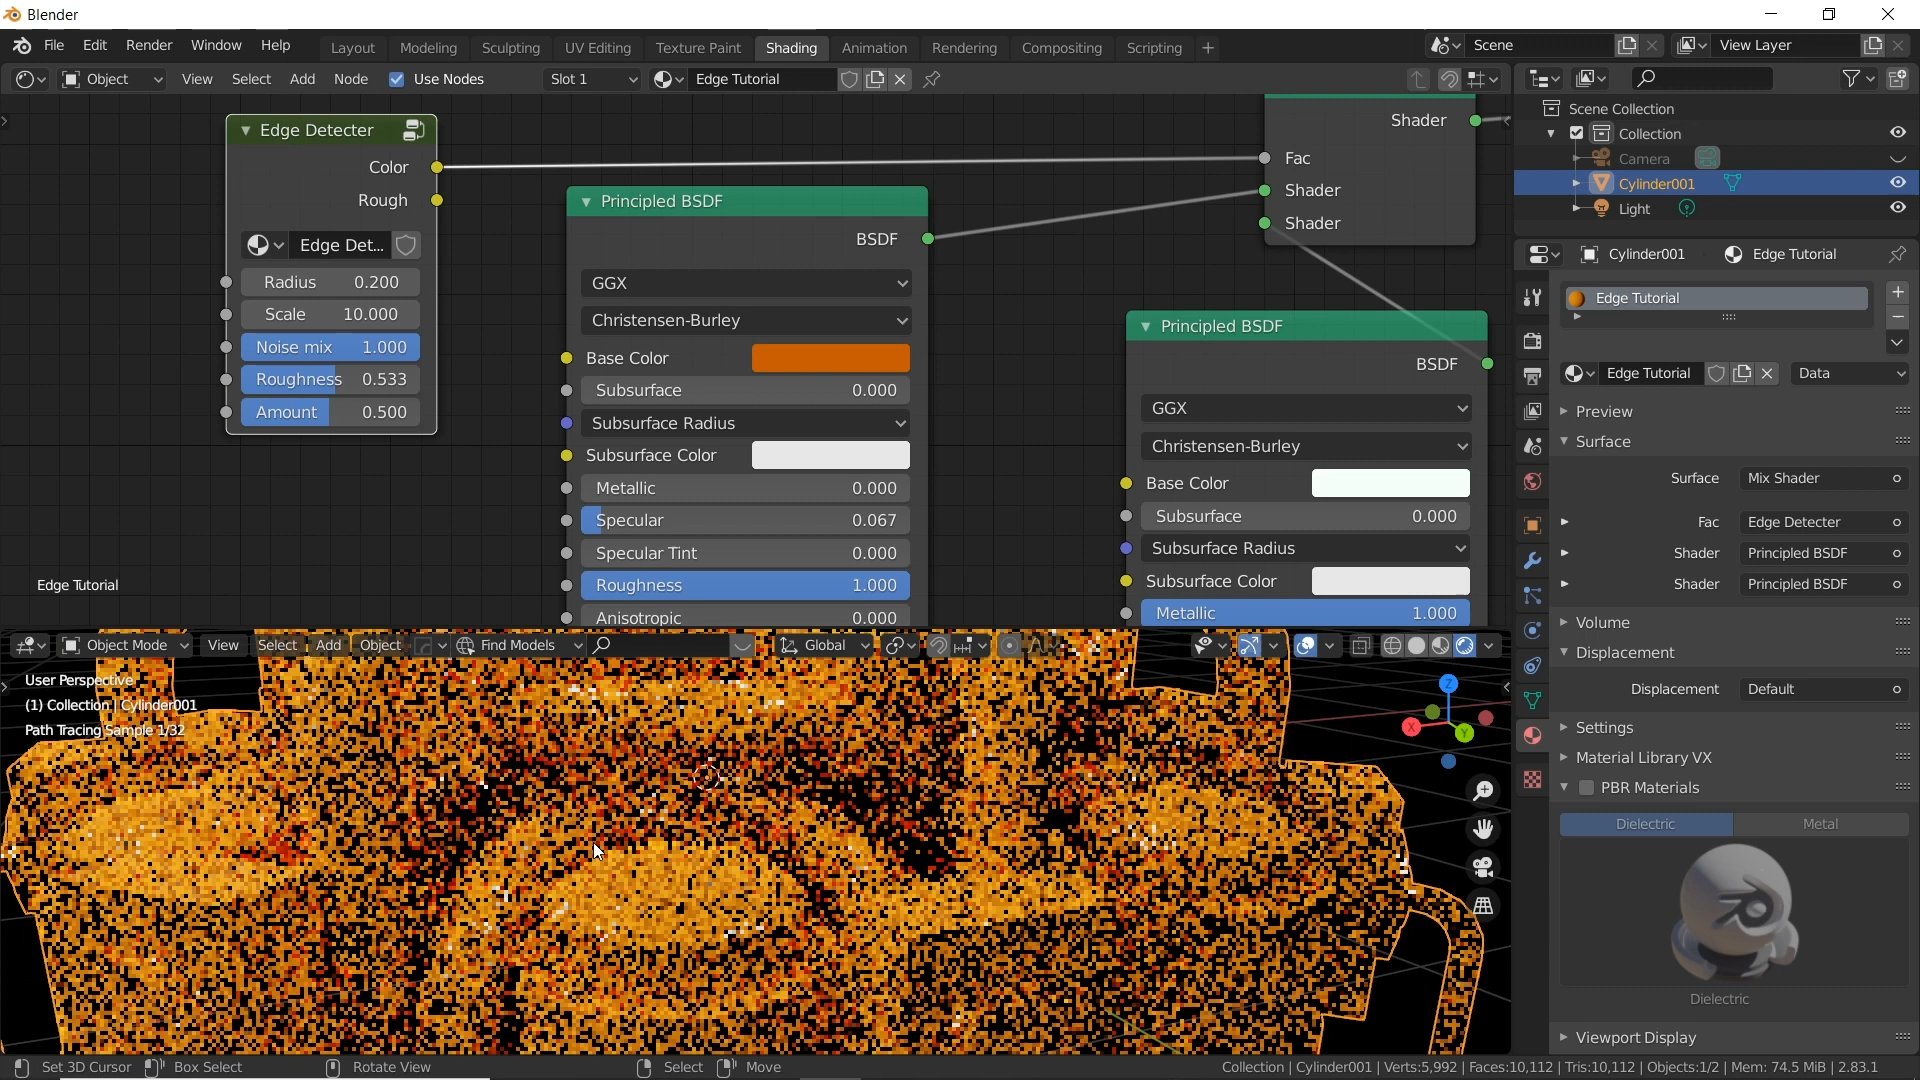 Blender
File Edit Render Window Help Layout Modeling Sculpting UV Editing Texture Paint Shading Animation Rendering Compositing Scripting + Scene View Layer
Object View Select Add Node Use Nodes Slot 1 Edge Tutorial
Edge Detecter
Color
Rough
Edge Det...
Radius 0.200
Scale 10.000
Noise mix 1.000
Roughness 0.533
Amount 0.500
Edge Tutorial
Principled BSDF
BSDF
GGX
Christensen-Burley
Base Color
Subsurface 0.000
Subsurface Radius
Subsurface Color
Metallic 0.000
Specular 0.067
Specular Tint 0.000
Roughness 1.000
Anisotropic 0.000
Shader
Fac
Shader
Shader
Principled BSDF
BSDF
GGX
Christensen-Burley
Base Color
Subsurface 0.000
Subsurface Radius
Subsurface Color
Metallic 1.000
Object Mode View Select Add Object Find Models Global
User Perspective
(1) Collection | Cylinder001
Path Tracing Sample 1/32
Z
X
Y
Scene Collection
Collection
Camera
Cylinder001
Light
Cylinder001 Edge Tutorial
Edge Tutorial
Edge Tutorial Data
Preview
Surface
Surface Mix Shader
Fac Edge Detecter
Shader Principled BSDF
Shader Principled BSDF
Volume
Displacement
Displacement Default
Settings
Material Library VX
PBR Materials
Dielectric Metal
Dielectric
Viewport Display
Set 3D Cursor Box Select Rotate View Select Move Collection | Cylinder001 | Verts:5,992 | Faces:10,112 | Tris:10,112 | Objects:1/2 | Mem: 74.5 MiB | 2.83.1